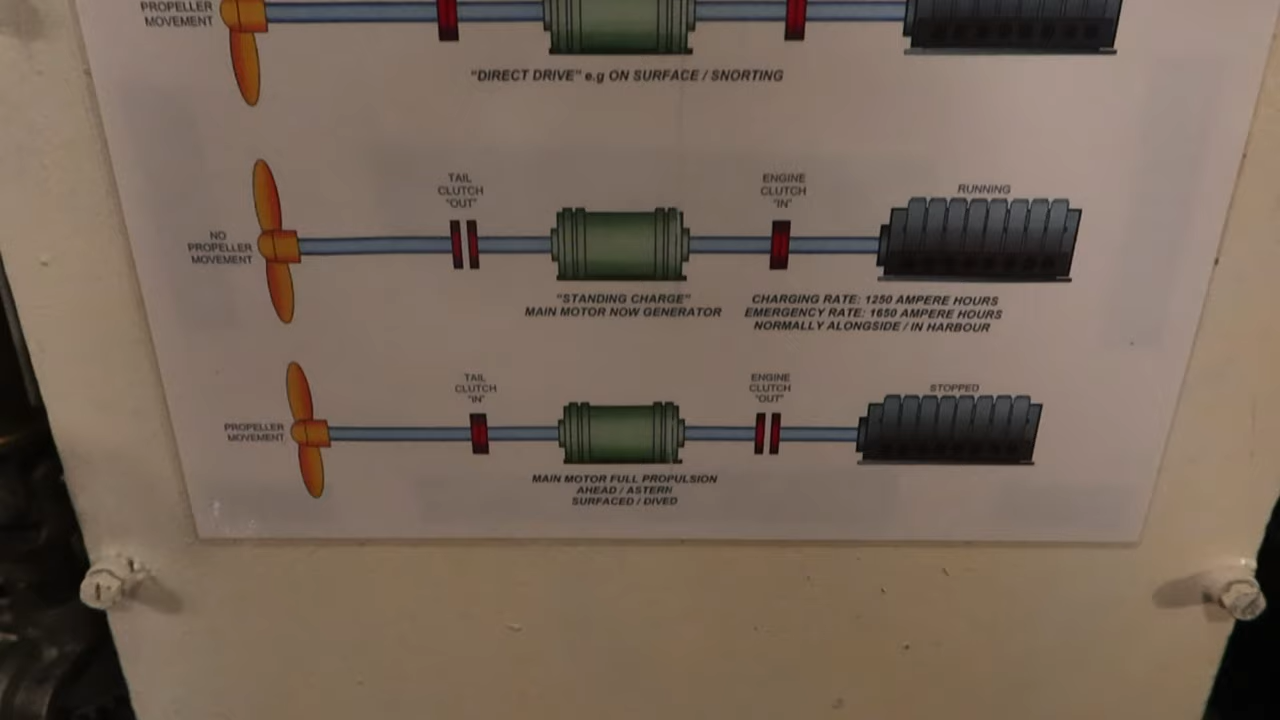 PROPELLER
MOVEMENT
"DIRECT DRIVE" e.g ON SURFACE / SNORTING
TAIL
CLUTCH
"OUT"
ENGINE
CLUTCH
"IN"
RUNNING
NO
PROPELLER
MOVEMENT
"STANDING CHARGE"
MAIN MOTOR NOW GENERATOR
CHARGING RATE: 1250 AMPERE HOURS
EMERGENCY RATE: 1650 AMPERE HOURS
NORMALLY ALONGSIDE / IN HARBOUR
TAIL
CLUTCH
"IN"
ENGINE
CLUTCH
"OUT"
STOPPED
PROPELLER
MOVEMENT
MAIN MOTOR FULL PROPULSION
AHEAD / ASTERN
SURFACED / DIVED